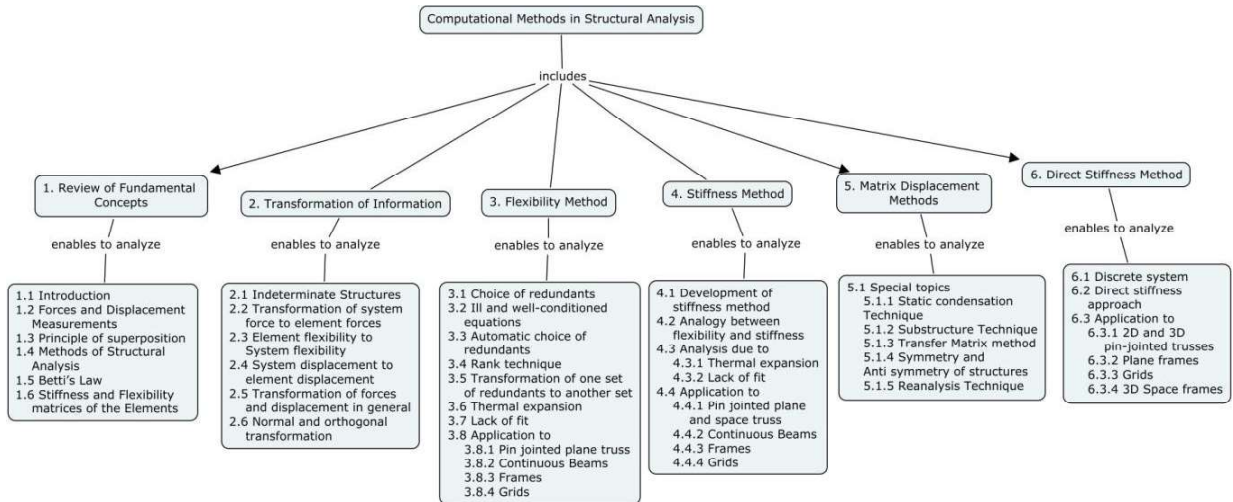 Computational Methods in Structural Analysis
includes
1. Review of Fundamental
Concepts
enables to analyze
1.1 Introduction
1.2 Forces and Displacement
Measurements
1.3 Principle of superposition
1.4 Methods of Structural
Analysis
1.5 Betti's Law
1.6 Stiffness and Flexibility
matrices of the Elements
2. Transformation of Information
enables to analyze
2.1 Indeterminate Structures
2.2 Transformation of system
force to element forces
2.3 Element flexibility to
System flexibility
2.4 System displacement to
element displacement
2.5 Transformation of forces
and displacement in general
2.6 Normal and orthogonal
transformation
3. Flexibility Method
enables to analyze
3.1 Choice of redundants
3.2 Ill and well-conditioned
equations
3.3 Automatic choice of
redundants
3.4 Rank technique
3.5 Transformation of one set
of redundants to another set
3.6 Thermal expansion
3.7 Lack of fit
3.8 Application to
3.8.1 Pin jointed plane truss
3.8.2 Continuous Beams
3.8.3 Frames
3.8.4 Grids
4. Stiffness Method
enables to analyze
4.1 Development of
stiffness method
4.2 Analogy between
flexibility and stiffness
4.3 Analysis due to
4.3.1 Thermal expansion
4.3.2 Lack of fit
4.4 Application to
4.4.1 Pin jointed plane
and space truss
4.4.2 Continuous Beams
4.4.3 Frames
4.4.4 Grids
5. Matrix Displacement
Methods
enables to analyze
5.1 Special topics
5.1.1 Static condensation
Technique
5.1.2 Substructure Technique
5.1.3 Transfer Matrix method
5.1.4 Symmetry and
Anti symmetry of structures
5.1.5 Reanalysis Technique
6. Direct Stiffness Method
enables to analyze
6.1 Discrete system
6.2 Direct stiffness
approach
6.3 Application to
6.3.1 2D and 3D
pin-jointed trusses
6.3.2 Plane frames
6.3.3 Grids
6.3.4 3D Space frames